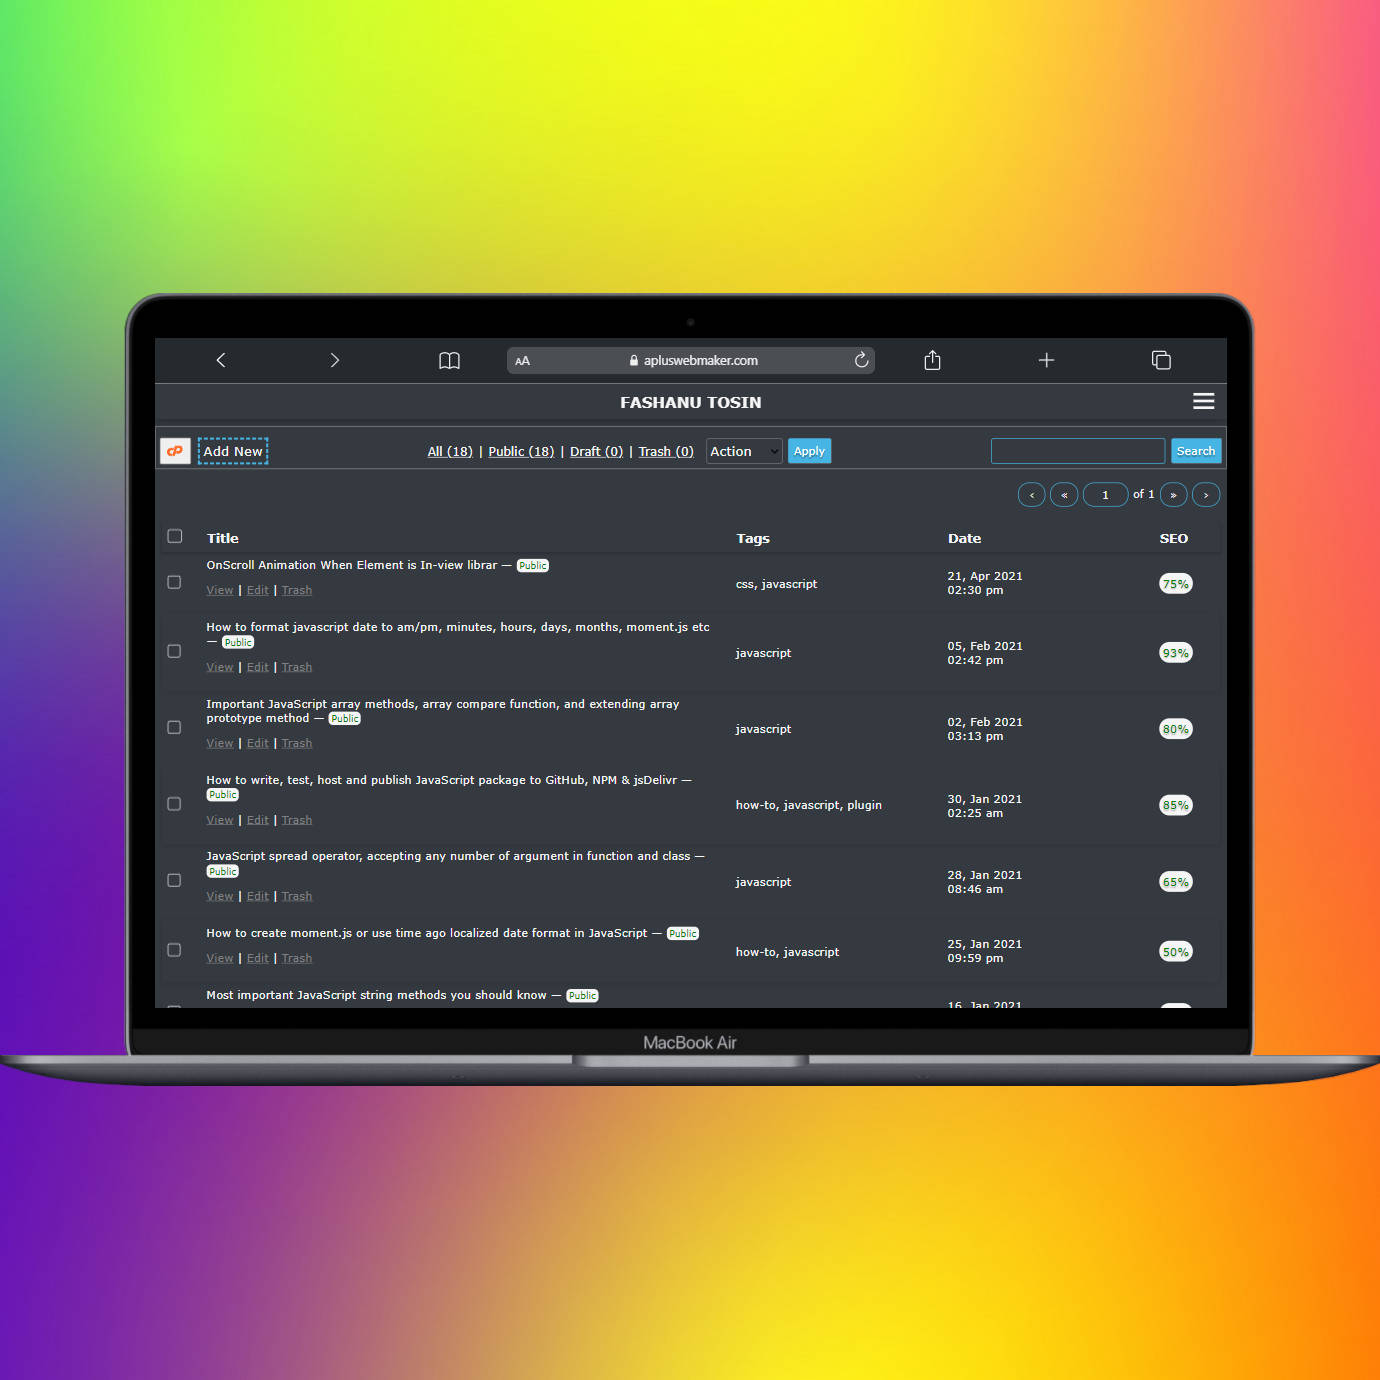 AA apluswebmaker.com
FASHANU TOSIN
cP Add New All (18) | Public (18) | Draft (0) | Trash (0) Action Apply Search
‹ « 1 of 1 » ›
Title Tags Date SEO
OnScroll Animation When Element is In-view librar — Public
View | Edit | Trash
css, javascript
21, Apr 2021
02:30 pm
75%
How to format javascript date to am/pm, minutes, hours, days, months, moment.js etc
— Public
View | Edit | Trash
javascript
05, Feb 2021
02:42 pm
93%
Important JavaScript array methods, array compare function, and extending array
prototype method — Public
View | Edit | Trash
javascript
02, Feb 2021
03:13 pm
80%
How to write, test, host and publish JavaScript package to GitHub, NPM & jsDelivr —
Public
View | Edit | Trash
how-to, javascript, plugin
30, Jan 2021
02:25 am
85%
JavaScript spread operator, accepting any number of argument in function and class —
Public
View | Edit | Trash
javascript
28, Jan 2021
08:46 am
65%
How to create moment.js or use time ago localized date format in JavaScript — Public
View | Edit | Trash
how-to, javascript
25, Jan 2021
09:59 pm
50%
Most important JavaScript string methods you should know — Public
16, Jan 2021
MacBook Air